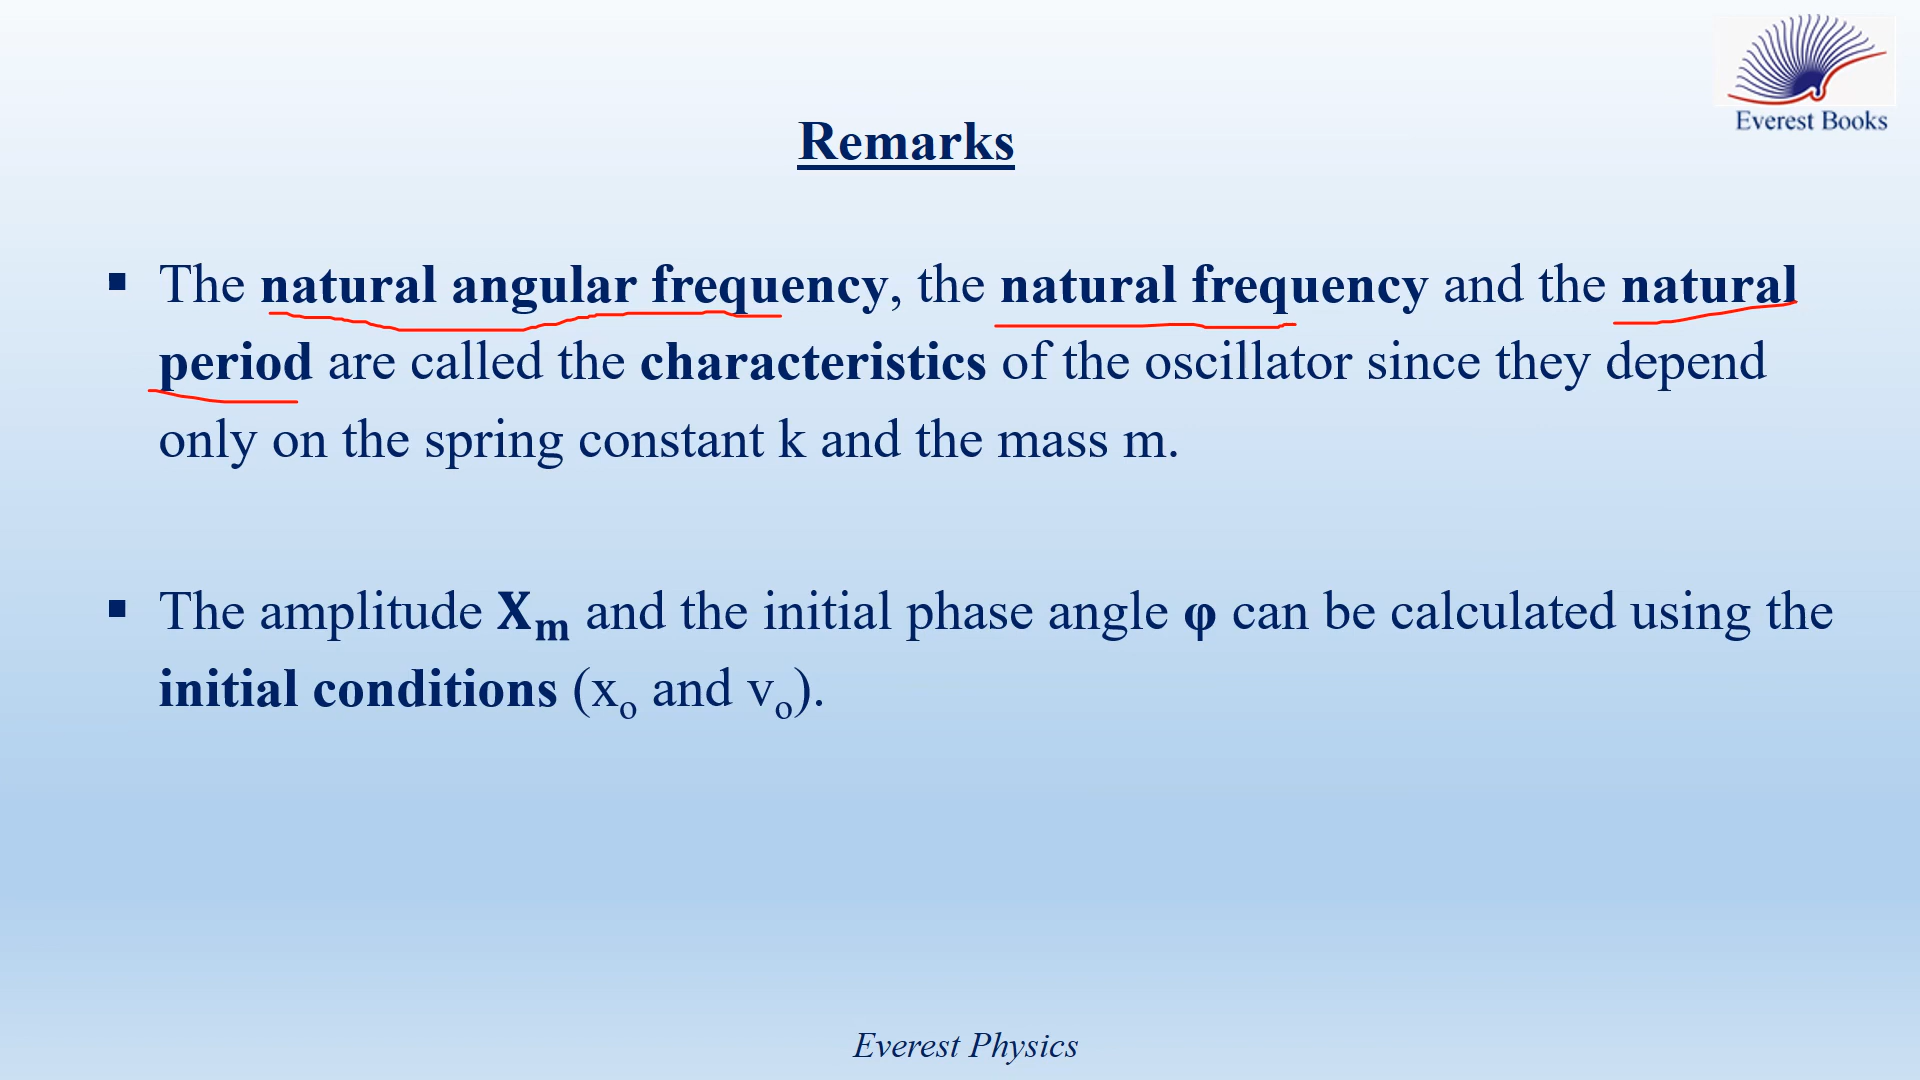 Everest Books
Remarks
▪ The natural angular frequency, the natural frequency and the natural
period are called the characteristics of the oscillator since they depend
only on the spring constant k and the mass m.
▪ The amplitude Xₘ and the initial phase angle φ can be calculated using the
initial conditions (xₒ and vₒ).
Everest Physics